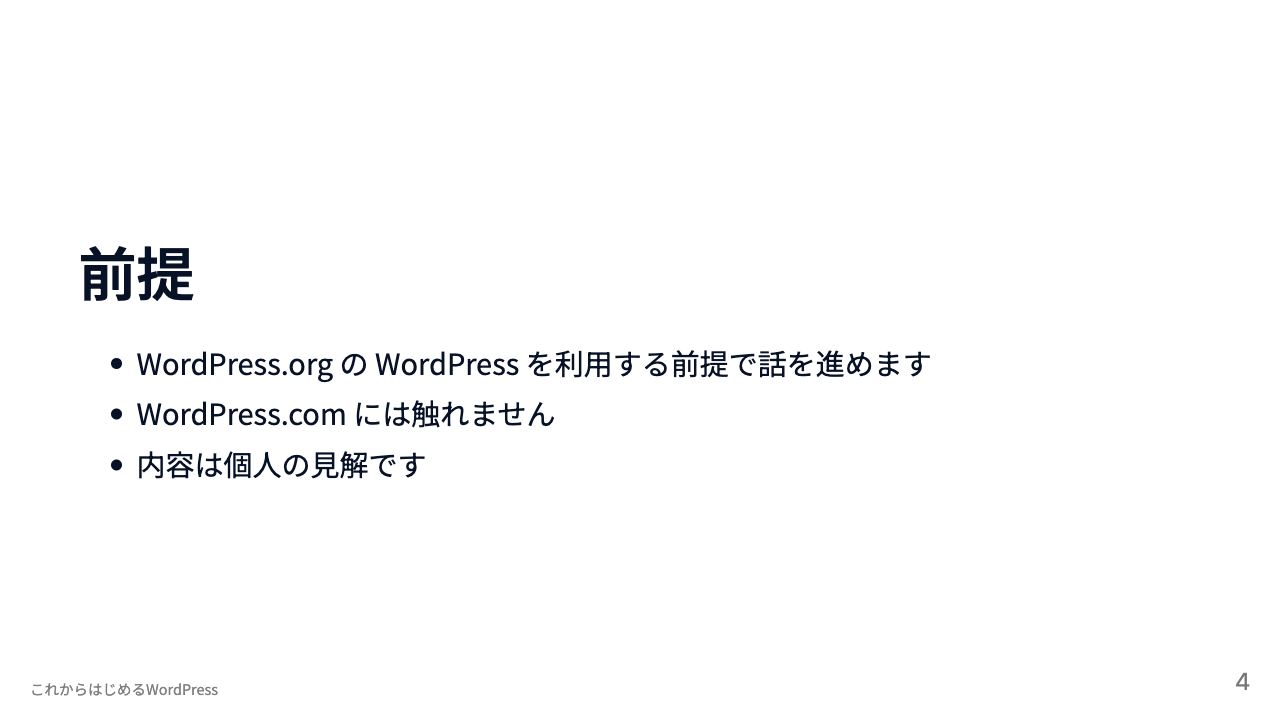 前提
• WordPress.org の WordPress を利用する前提で話を進めます
• WordPress.com には触れません
• 内容は個人の見解です
これからはじめるWordPress
4